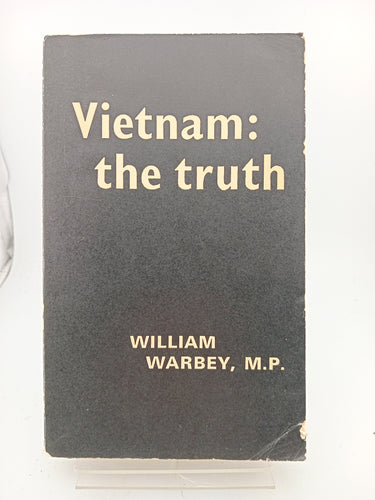 Vietnam:
the truth
WILLIAM
WARBEY, M.P.